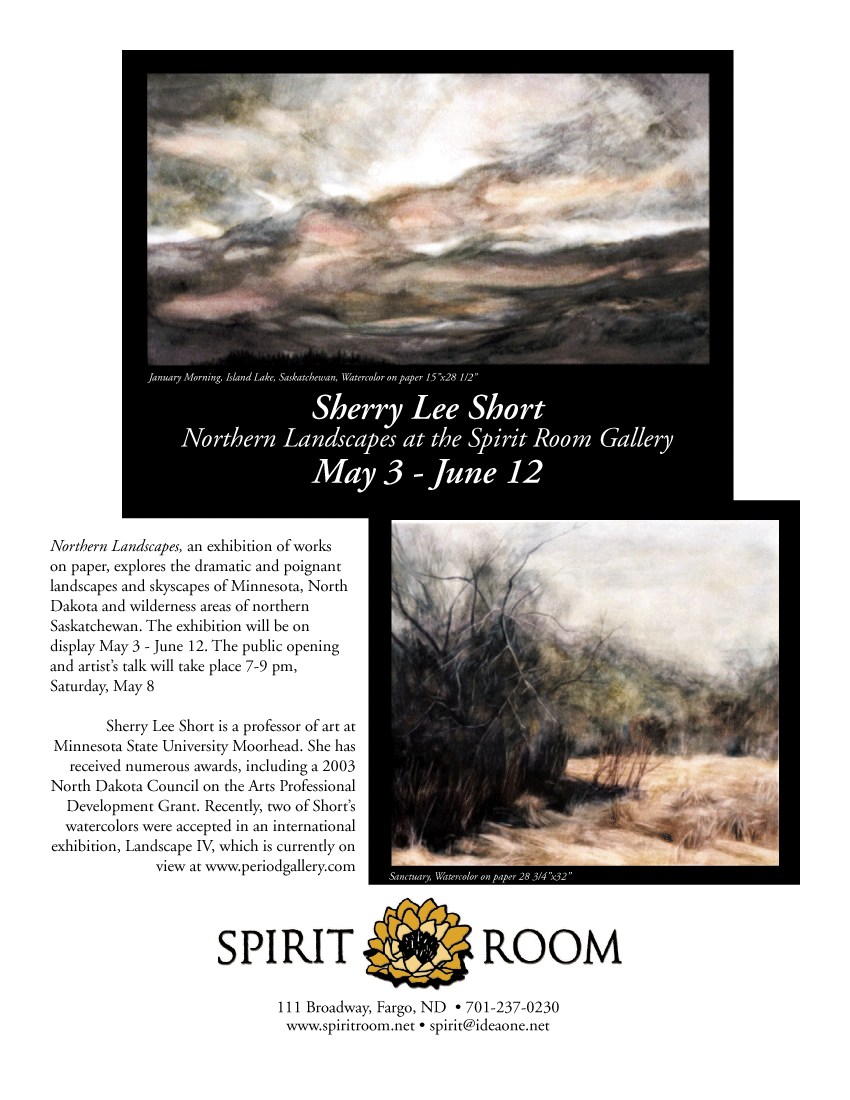 January Morning, Island Lake, Saskatchewan, Watercolor on paper 15"x28 1/2"
Sherry Lee Short
Northern Landscapes at the Spirit Room Gallery
May 3 - June 12
Northern Landscapes, an exhibition of works
on paper, explores the dramatic and poignant
landscapes and skyscapes of Minnesota, North
Dakota and wilderness areas of northern
Saskatchewan. The exhibition will be on
display May 3 - June 12. The public opening
and artist's talk will take place 7-9 pm,
Saturday, May 8
Sherry Lee Short is a professor of art at
Minnesota State University Moorhead. She has
received numerous awards, including a 2003
North Dakota Council on the Arts Professional
Development Grant. Recently, two of Short's
watercolors were accepted in an international
exhibition, Landscape IV, which is currently on
view at www.periodgallery.com
Sanctuary, Watercolor on paper 28 3/4"x32"
SPIRIT ROOM
111 Broadway, Fargo, ND • 701-237-0230
www.spiritroom.net • spirit@ideaone.net